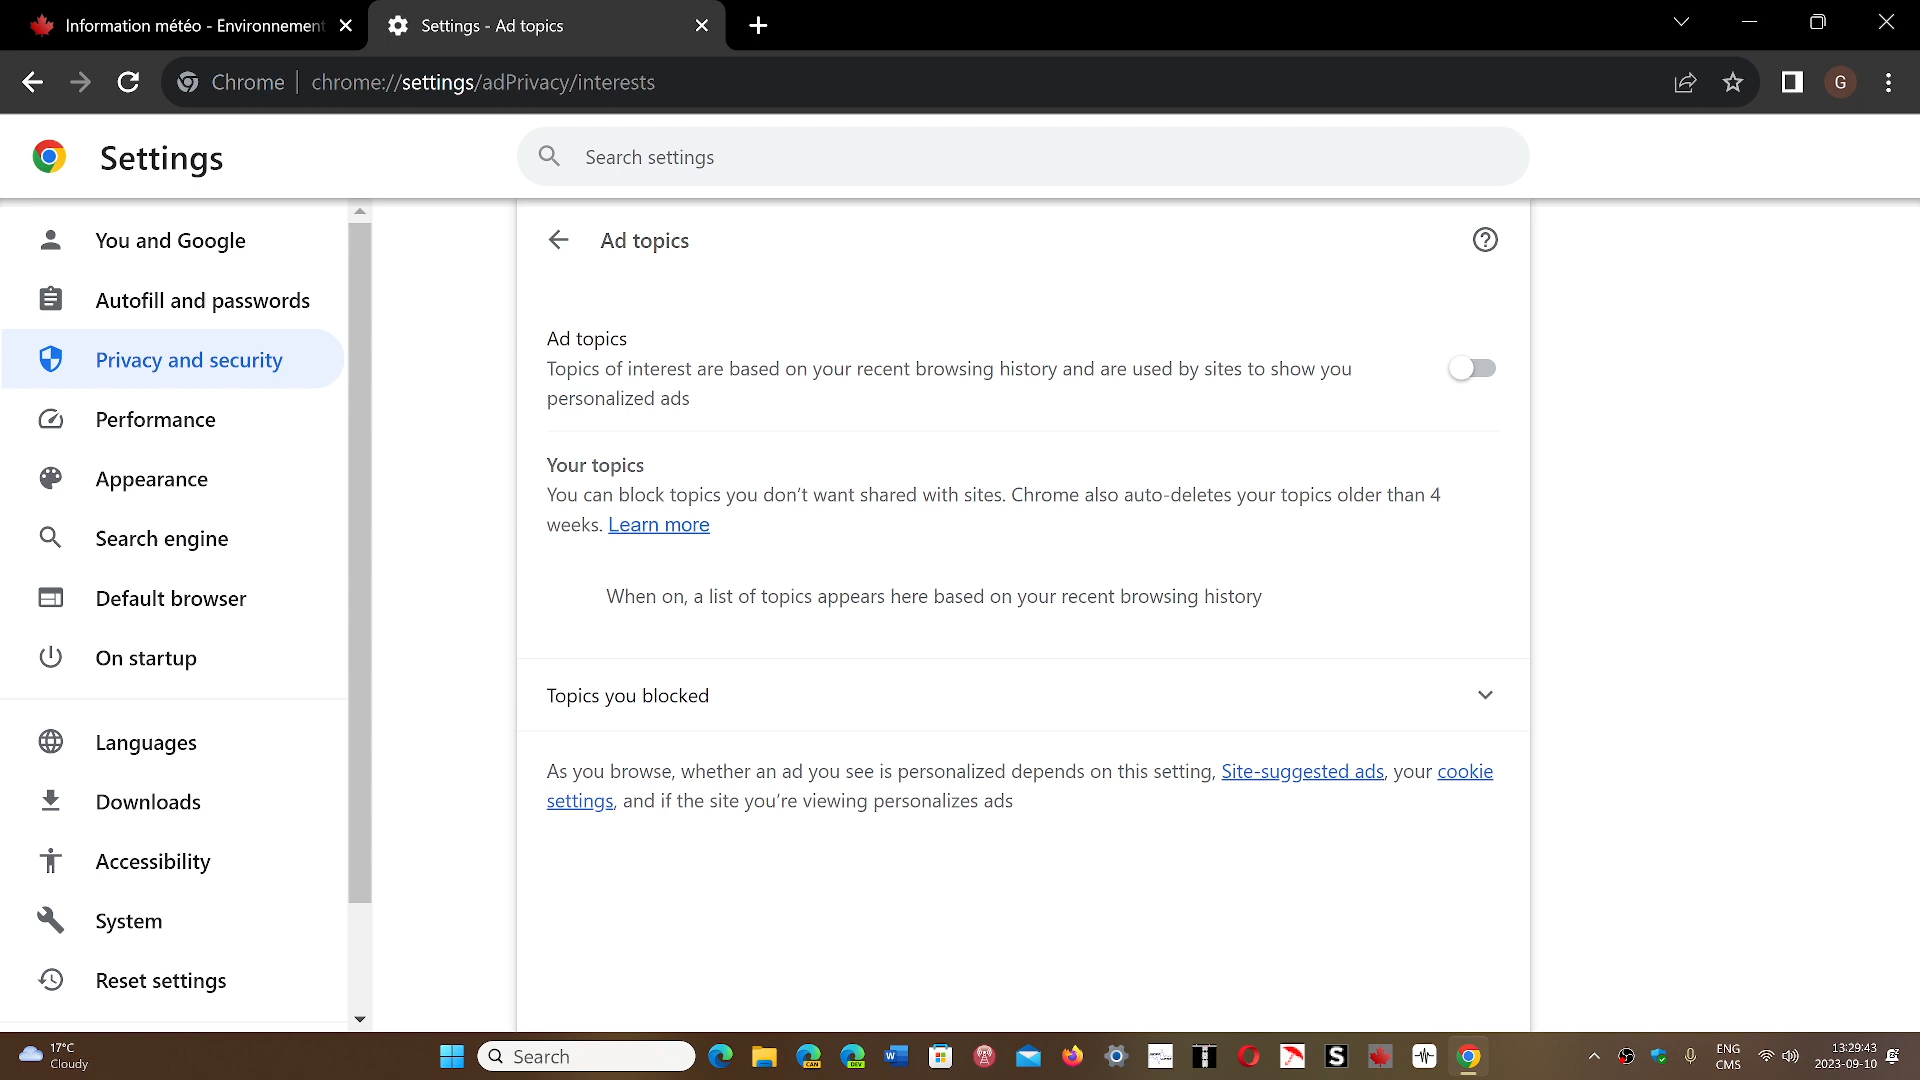 Information météo - Environnement
Settings - Ad topics
Chrome
chrome://settings/adPrivacy/interests
G
Settings
Search settings
You and Google
Autofill and passwords
Privacy and security
Performance
Appearance
Search engine
Default browser
On startup
Languages
Downloads
Accessibility
System
Reset settings
Ad topics
Ad topics
Topics of interest are based on your recent browsing history and are used by sites to show you
personalized ads
Your topics
You can block topics you don’t want shared with sites. Chrome also auto-deletes your topics older than 4
weeks. Learn more
When on, a list of topics appears here based on your recent browsing history
Topics you blocked
As you browse, whether an ad you see is personalized depends on this setting, Site-suggested ads, your cookie
settings, and if the site you’re viewing personalizes ads
17°C
Cloudy
Search
CAN
DEV
W
S
ENG
CMS
13:29:43
2023-09-10